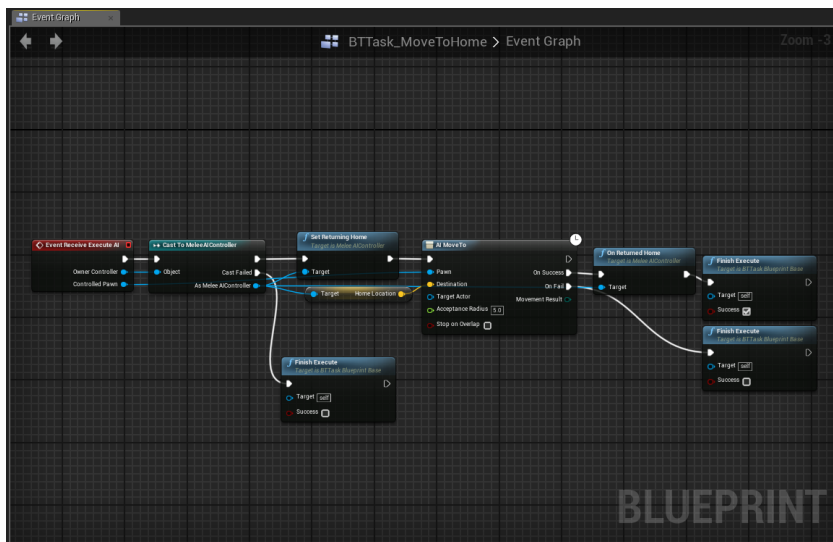 Event Graph
BTTask_MoveToHome > Event Graph
Zoom -3
Event Receive Execute AI
Owner Controller
Controlled Pawn
Cast To MeleeAIController
Object
Cast Failed
As Melee AIController
Set Returning Home
Target is Melee AIController
Target
Target
Home Location
AI MoveTo
Pawn
On Success
Destination
On Fail
Target Actor
Movement Result
Acceptance Radius 5.0
Stop on Overlap
On Returned Home
Target is Melee AIController
Target
Finish Execute
Target is BTTask Blueprint Base
Target self
Success
Finish Execute
Target is BTTask Blueprint Base
Target self
Success
Finish Execute
Target is BTTask Blueprint Base
Target self
Success
BLUEPRINT